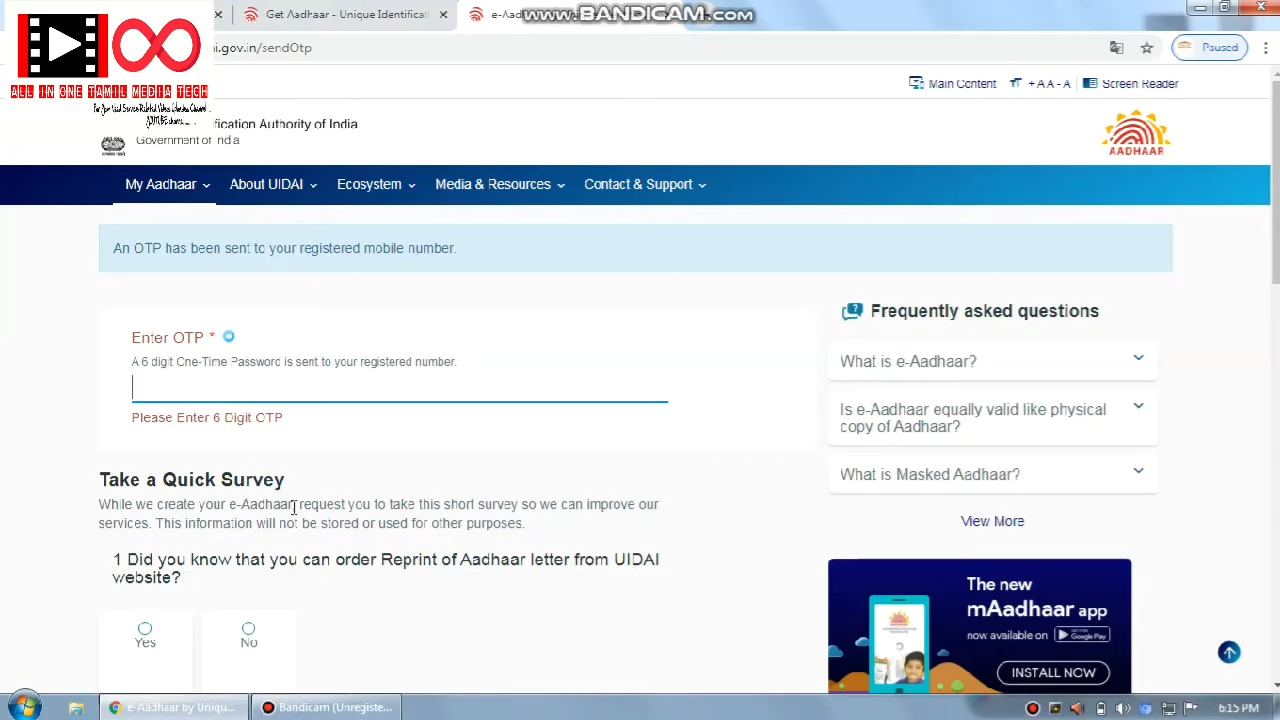 Get Aadhaar - Unique Identificat
e-Aad
www.BANDICAM.com
ai.gov.in/sendOtp
Paused
ALL IN ONE TAMIL MEDIA TECH
Main Content
+A A - A
Screen Reader
ification Authority of India
Government of India
AADHAAR
My Aadhaar
About UIDAI
Ecosystem
Media & Resources
Contact & Support
An OTP has been sent to your registered mobile number.
Enter OTP *
A 6 digit One-Time Password is sent to your registered number.
Please Enter 6 Digit OTP
Frequently asked questions
What is e-Aadhaar?
Is e-Aadhaar equally valid like physical
copy of Aadhaar?
What is Masked Aadhaar?
View More
Take a Quick Survey
While we create your e-Aadhaar request you to take this short survey so we can improve our
services. This information will not be stored or used for other purposes.
1 Did you know that you can order Reprint of Aadhaar letter from UIDAI
website?
Yes
No
The new
mAadhaar app
now available on
Google Play
INSTALL NOW
e-Aadhaar by Uniqu...
Bandicam (Unregiste...
6:15 PM